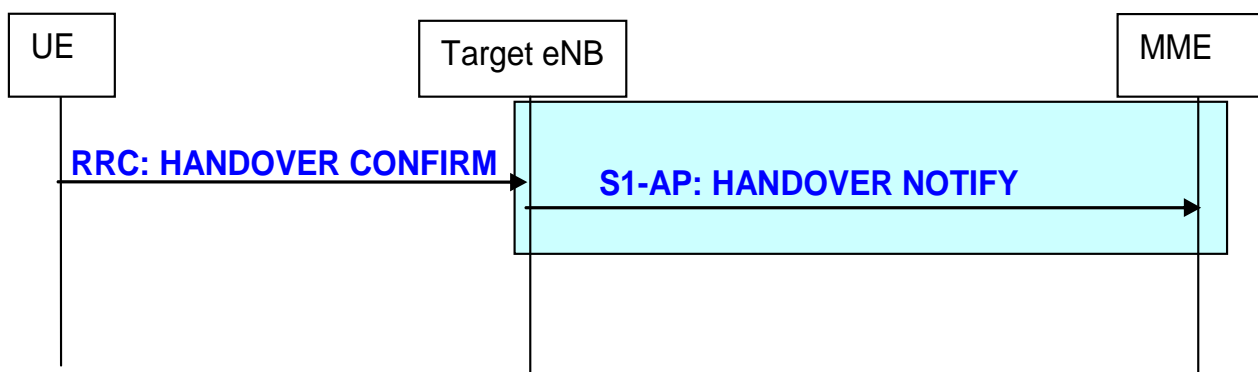 UE
Target eNB
MME
RRC: HANDOVER CONFIRM
S1-AP: HANDOVER NOTIFY